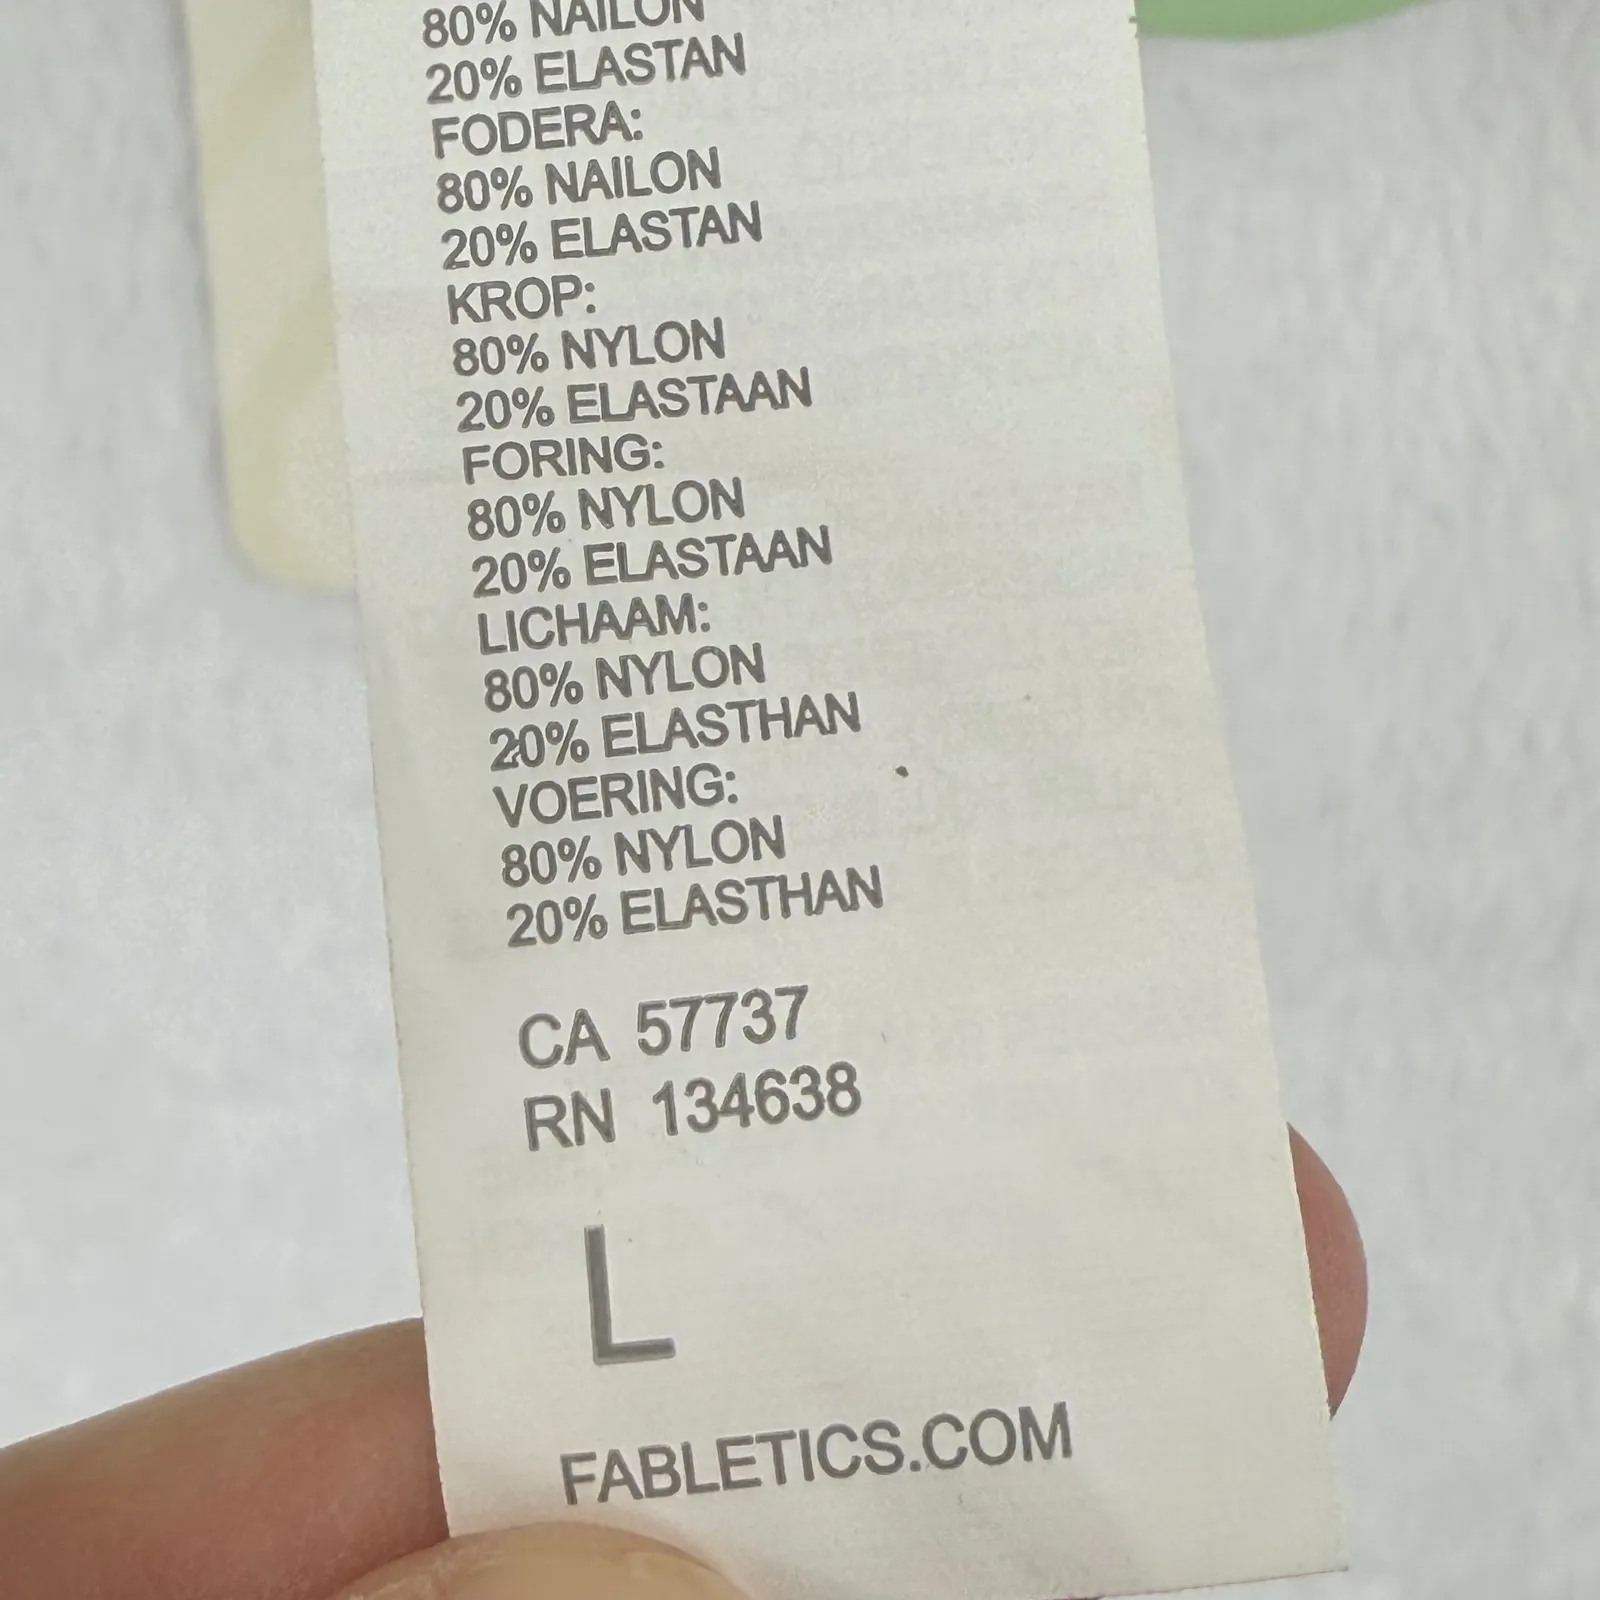 80% NAILON
20% ELASTAN
FODERA:
80% NAILON
20% ELASTAN
KROP:
80% NYLON
20% ELASTAAN
FORING:
80% NYLON
20% ELASTAAN
LICHAAM:
80% NYLON
20% ELASTHAN
VOERING:
80% NYLON
20% ELASTHAN
CA 57737
RN 134638
L
FABLETICS.COM